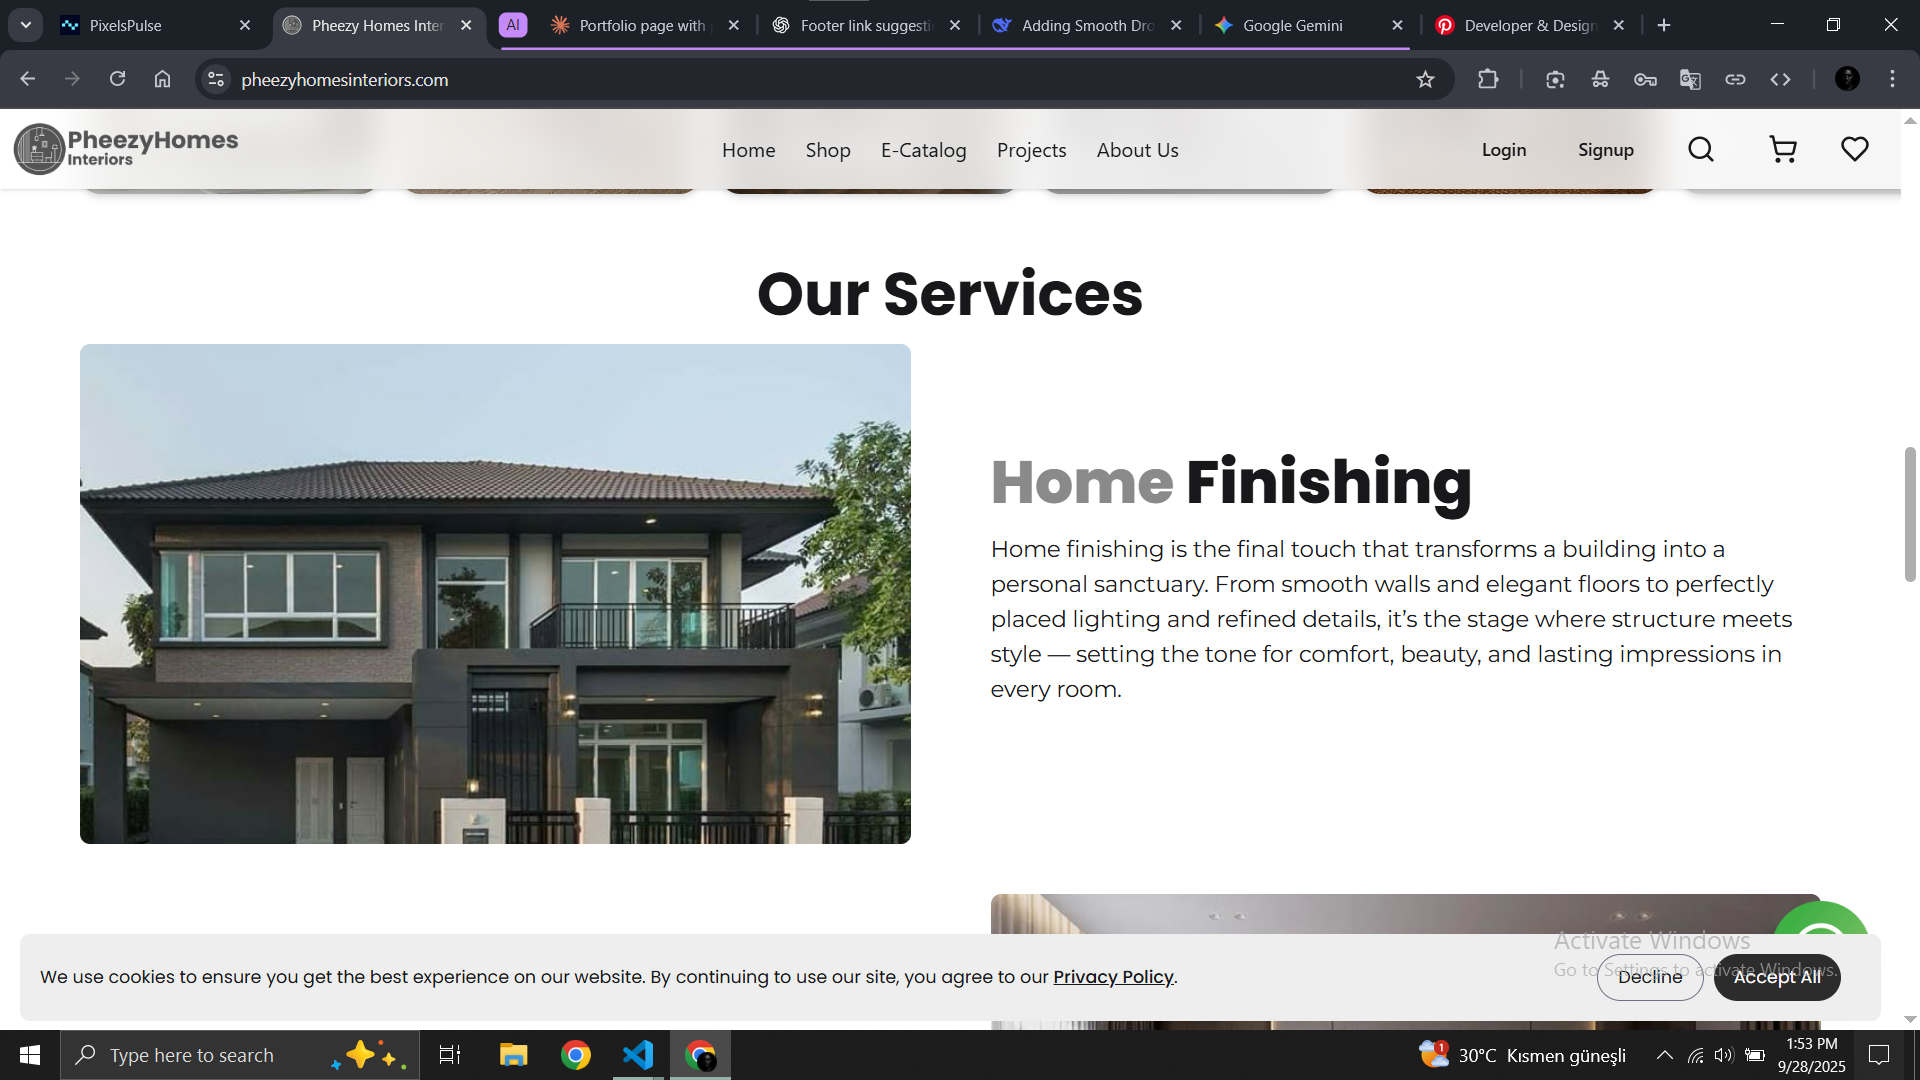 PixelsPulse
Pheezy Homes Inter
AI
Portfolio page with
Footer link suggesti
Adding Smooth Dro
Google Gemini
Developer & Design
pheezyhomesinteriors.com
PheezyHomes
Interiors
Home
Shop
E-Catalog
Projects
About Us
Login
Signup
Our Services
Home Finishing
Home finishing is the final touch that transforms a building into a
personal sanctuary. From smooth walls and elegant floors to perfectly
placed lighting and refined details, it’s the stage where structure meets
style — setting the tone for comfort, beauty, and lasting impressions in
every room.
We use cookies to ensure you get the best experience on our website. By continuing to use our site, you agree to our Privacy Policy.
Decline
Accept All
Activate Windows
Go to Settings to activate Windows.
Type here to search
1
30°C Kısmen güneşli
1:53 PM
9/28/2025